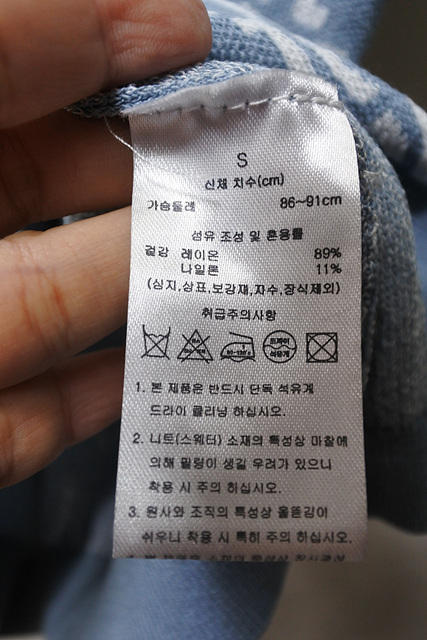 S
신체 치수(cm)
가슴둘레 86~91cm
섬유 조성 및 혼용률
겉감 레이온 89%
나일론 11%
(심지,상표,보강재,자수,장식제외)
취급주의사항
드라이
석유계
1. 본 제품은 반드시 단독 석유계
드라이 클리닝 하십시오.
2. 니트(스웨터) 소재의 특성상 마찰에
의해 필링이 생길 우려가 있으니
착용 시 주의 하십시오.
3. 원사와 조직의 특성상 올뜯김이
쉬우니 착용 시 특히 주의 하십시오.